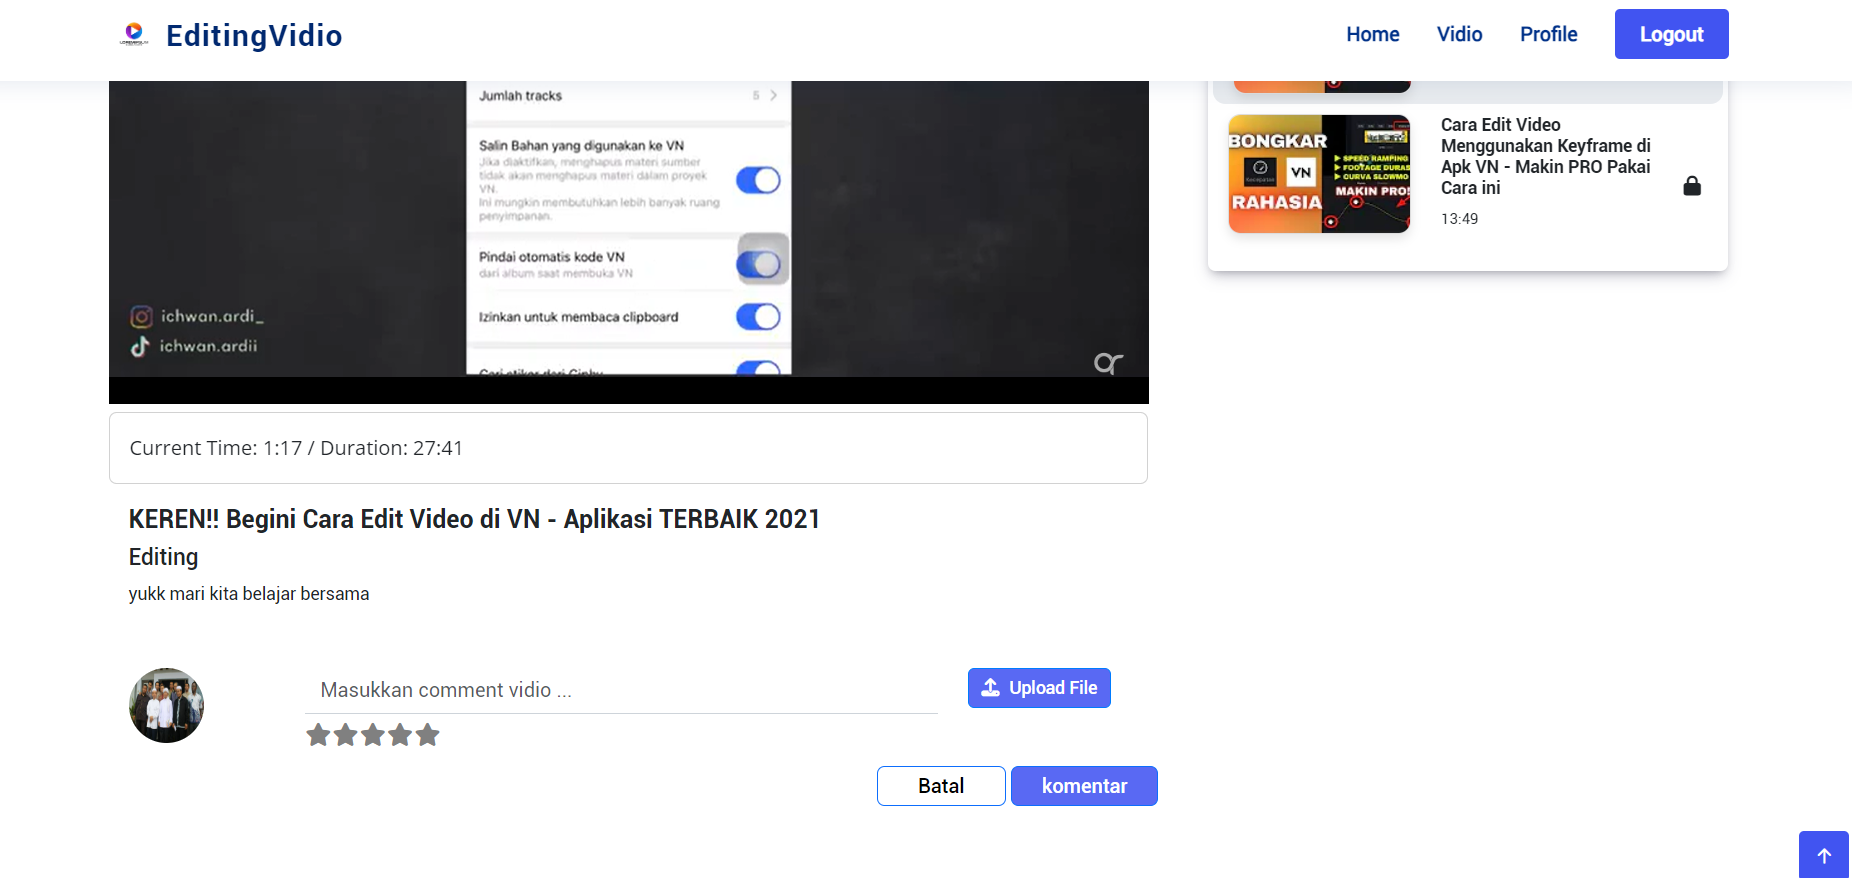 EditingVidio
Home
Vidio
Profile
Logout
Jumlah tracks
5
Salin Bahan yang digunakan ke VN
Jika diaktifkan, menghapus materi sumber
tidak akan menghapus materi dalam proyek
VN.
Ini mungkin membutuhkan lebih banyak ruang
penyimpanan.
Pindai otomatis kode VN
dari album saat membuka VN
Izinkan untuk membaca clipboard
ichwan.ardi_
ichwan.ardii
BONGKAR
VN
RAHASIA
SPEED RAMPING
FOOTAGE DURAS
CURVA SLOWMO
MAKIN PRO!
Cara Edit Video
Menggunakan Keyframe di
Apk VN - Makin PRO Pakai
Cara ini
13:49
Current Time: 1:17 / Duration: 27:41
KEREN!! Begini Cara Edit Video di VN - Aplikasi TERBAIK 2021
Editing
yukk mari kita belajar bersama
Masukkan comment vidio ...
Upload File
Batal
komentar